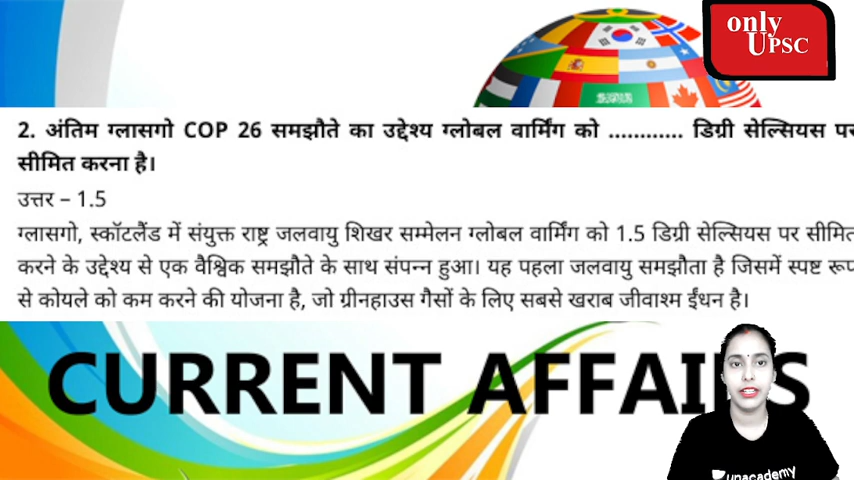 only
UPSC
2. अंतिम ग्लासगो COP 26 समझौते का उद्देश्य ग्लोबल वार्मिंग को ............ डिग्री सेल्सियस पर
सीमित करना है।
उत्तर – 1.5
ग्लासगो, स्कॉटलैंड में संयुक्त राष्ट्र जलवायु शिखर सम्मेलन ग्लोबल वार्मिंग को 1.5 डिग्री सेल्सियस पर सीमित
करने के उद्देश्य से एक वैश्विक समझौते के साथ संपन्न हुआ। यह पहला जलवायु समझौता है जिसमें स्पष्ट रूप
से कोयले को कम करने की योजना है, जो ग्रीनहाउस गैसों के लिए सबसे खराब जीवाश्म ईंधन है।
CURRENT AFFAIRS
unacademy